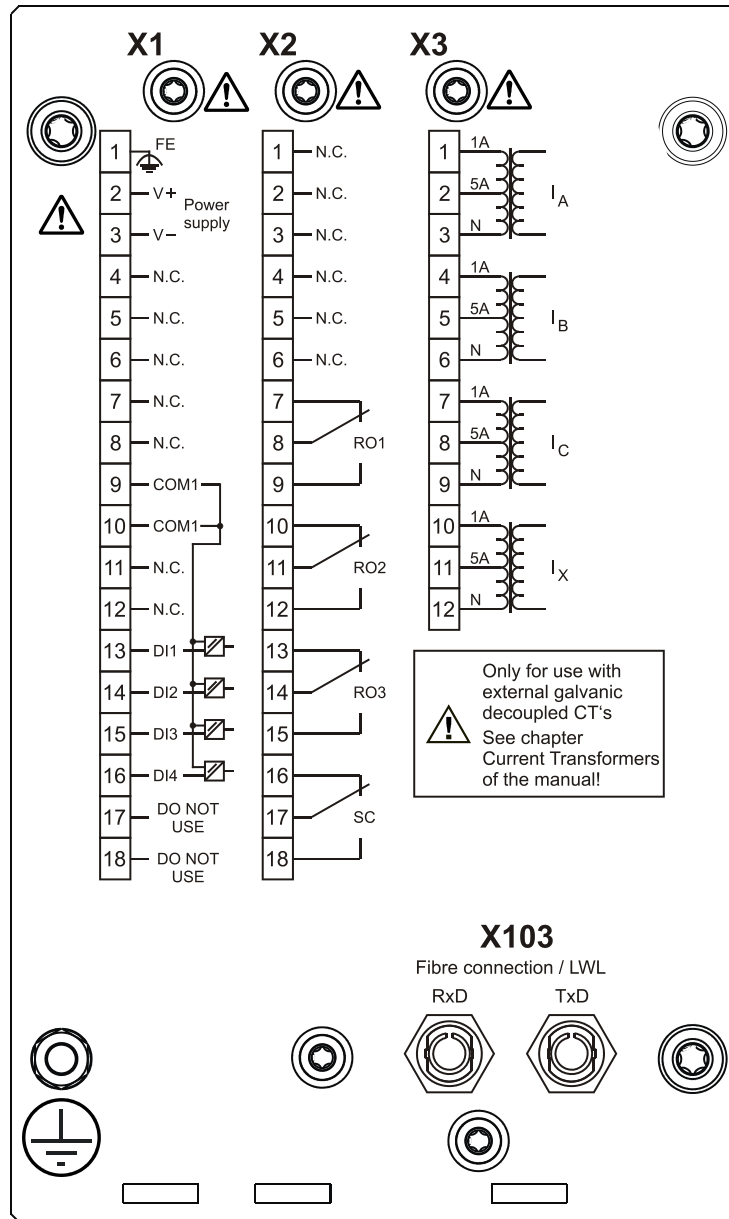 X1
X2
X3
1 FE
2 V+
Power
supply
3 V−
4 N.C.
5 N.C.
6 N.C.
7 N.C.
8 N.C.
9 COM1
10 COM1
11 N.C.
12 N.C.
13 DI1
14 DI2
15 DI3
16 DI4
17 DO NOT
USE
18 DO NOT
USE
1 N.C.
2 N.C.
3 N.C.
4 N.C.
5 N.C.
6 N.C.
7
8 RO1
9
10
11 RO2
12
13
14 RO3
15
16
17 SC
18
1 1A
2 5A IA
3 N
4 1A
5 5A IB
6 N
7 1A
8 5A IC
9 N
10 1A
11 5A IX
12 N
Only for use with
external galvanic
decoupled CT's
See chapter
Current Transformers
of the manual!
X103
Fibre connection / LWL
RxD TxD